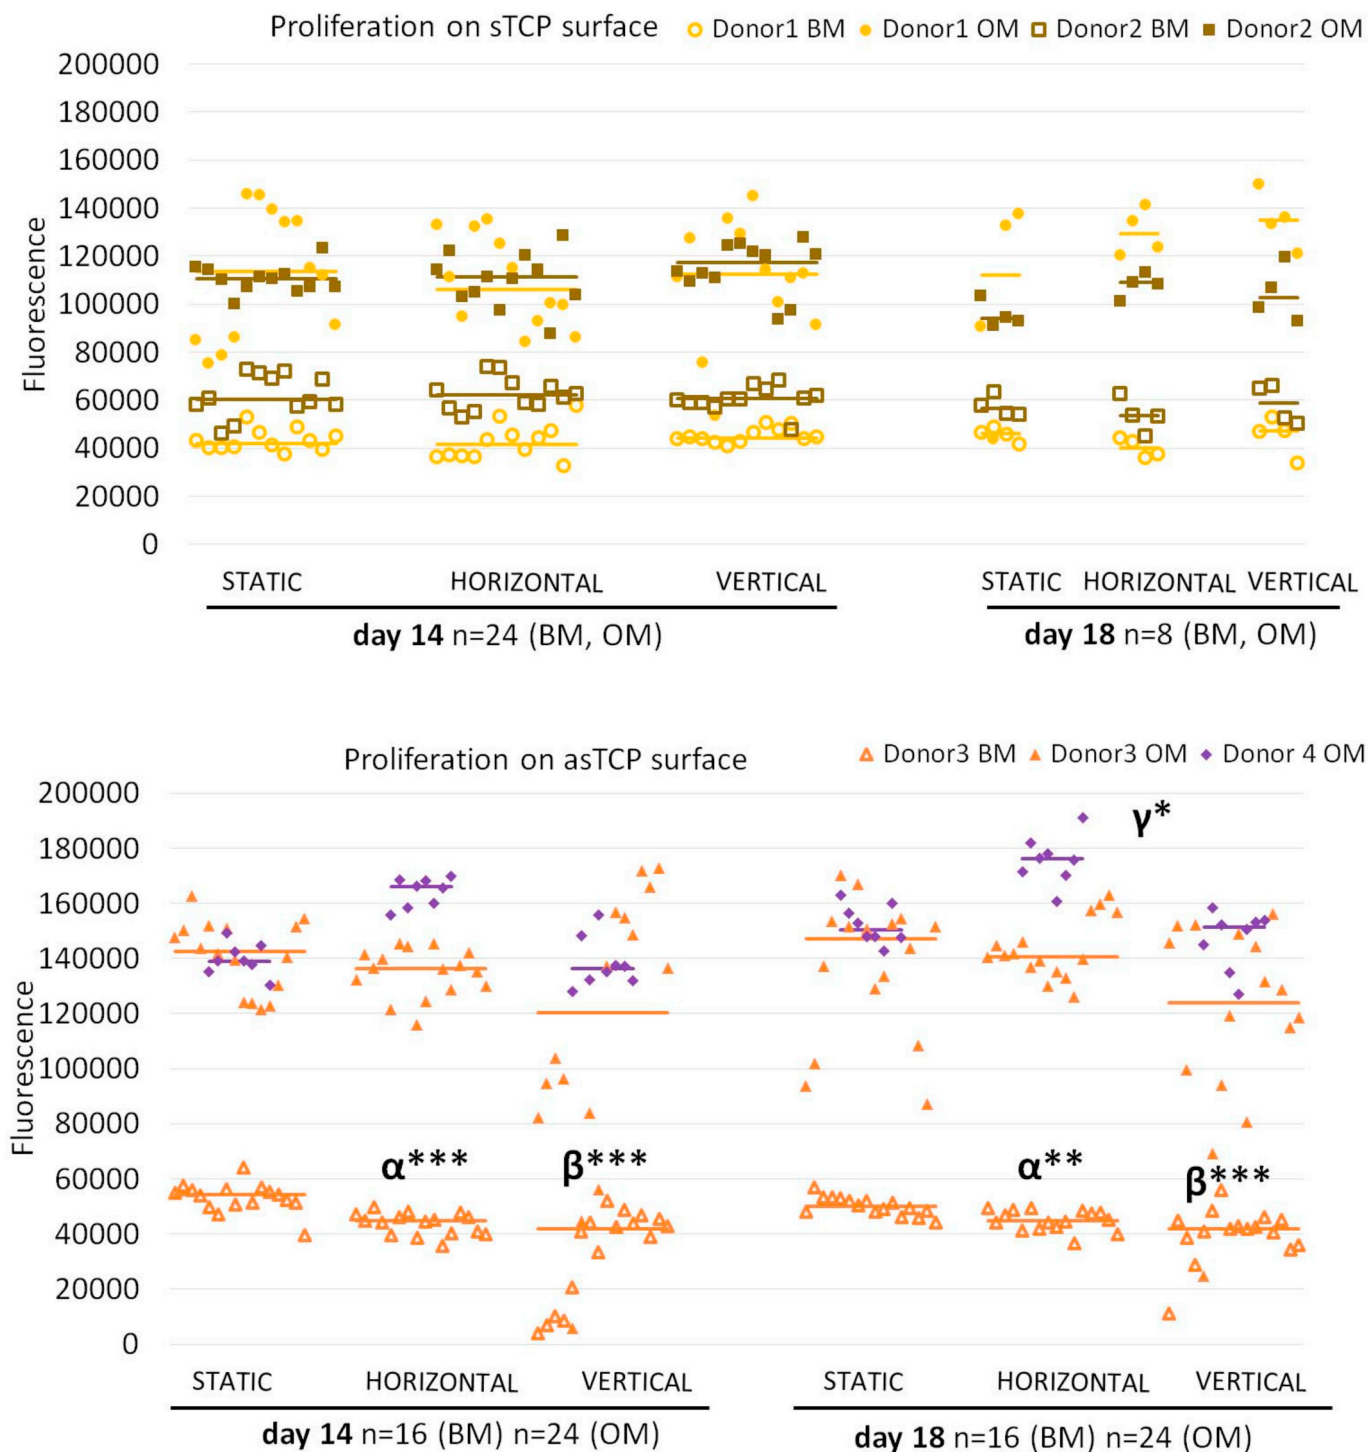 Proliferation on sTCP surface Donor1 BM Donor1 OM Donor2 BM Donor2 OM
200000
180000
160000
140000
120000
100000
80000
60000
40000
20000
0
Fluorescence
STATIC HORIZONTAL VERTICAL STATIC HORIZONTAL VERTICAL
day 14 n=24 (BM, OM) day 18 n=8 (BM, OM)
Proliferation on asTCP surface Donor3 BM Donor3 OM Donor 4 OM
200000
180000
160000
140000
120000
100000
80000
60000
40000
20000
0
Fluorescence
γ*
α*** β*** α** β***
STATIC HORIZONTAL VERTICAL STATIC HORIZONTAL VERTICAL
day 14 n=16 (BM) n=24 (OM) day 18 n=16 (BM) n=24 (OM)